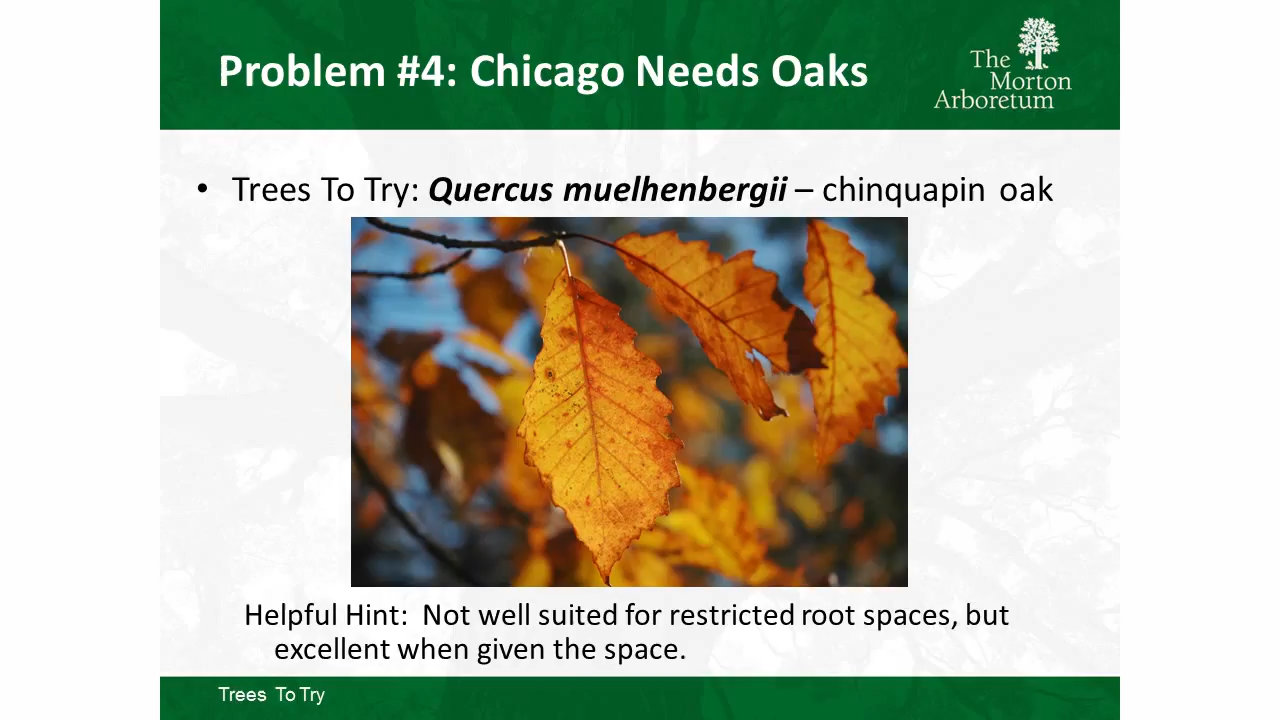 Problem #4: Chicago Needs Oaks
The
Morton
Arboretum
• Trees To Try: Quercus muelhenbergii – chinquapin oak
Helpful Hint: Not well suited for restricted root spaces, but
excellent when given the space.
Trees To Try